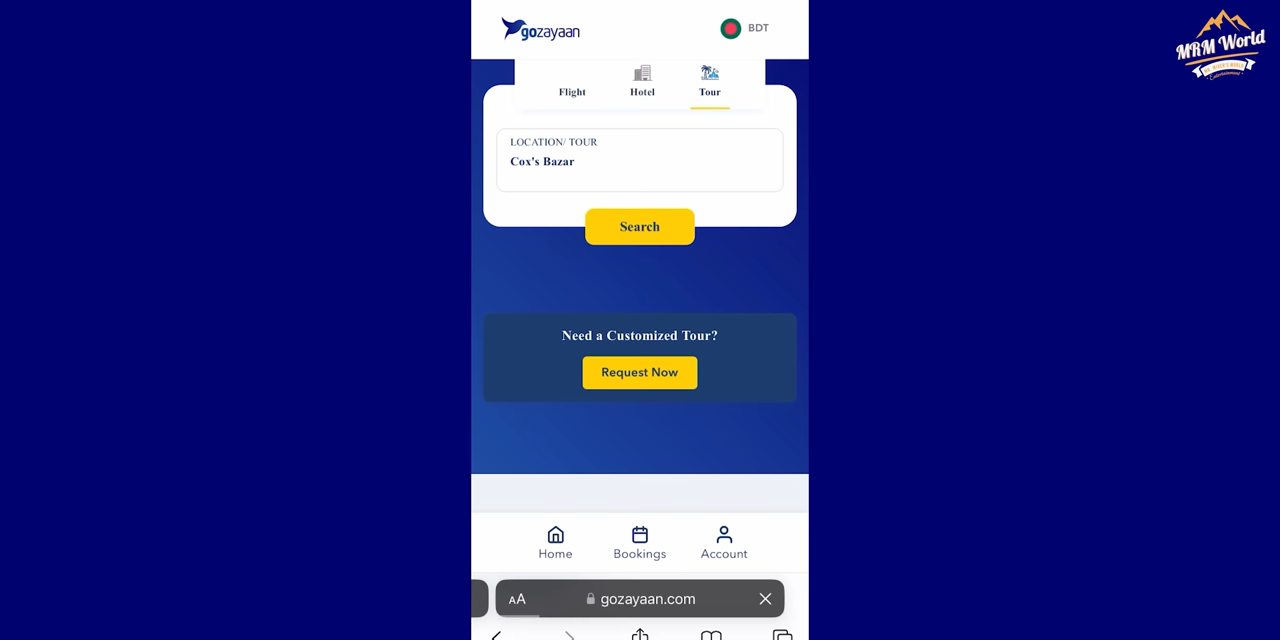 gozayaan
BDT
MRM World
Flight
Hotel
Tour
LOCATION/ TOUR
Cox's Bazar
Search
Need a Customized Tour?
Request Now
Home
Bookings
Account
AA
gozayaan.com